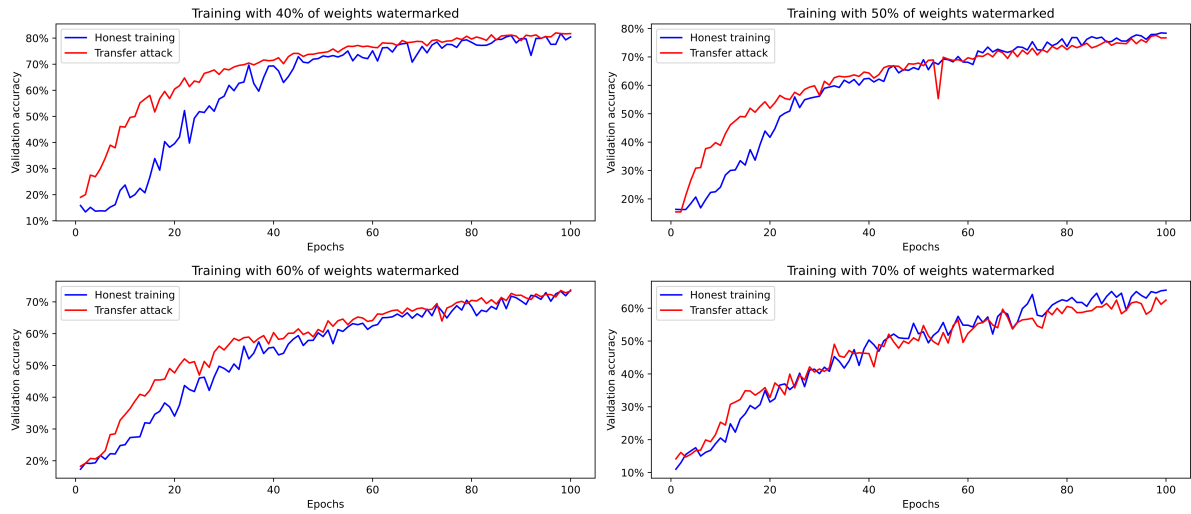 Training with 40% of weights watermarked
Validation accuracy
80%
70%
60%
50%
40%
30%
20%
10%
Honest training
Transfer attack
0 20 40 60 80 100
Epochs
Training with 50% of weights watermarked
Validation accuracy
80%
70%
60%
50%
40%
30%
20%
Honest training
Transfer attack
0 20 40 60 80 100
Epochs
Training with 60% of weights watermarked
Validation accuracy
70%
60%
50%
40%
30%
20%
Honest training
Transfer attack
0 20 40 60 80 100
Epochs
Training with 70% of weights watermarked
Validation accuracy
60%
50%
40%
30%
20%
10%
Honest training
Transfer attack
0 20 40 60 80 100
Epochs